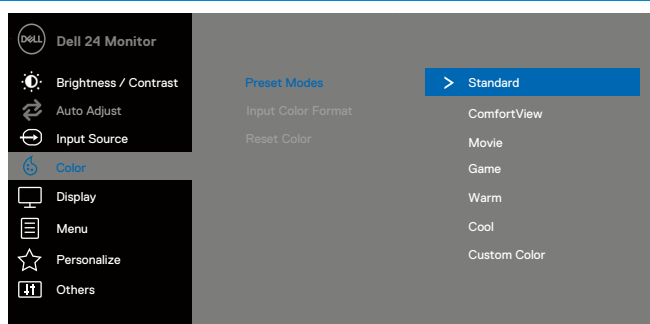 DELL Dell 24 Monitor
Brightness / Contrast
Auto Adjust
Input Source
Color
Display
Menu
Personalize
Others
Preset Modes
Input Color Format
Reset Color
Standard
ComfortView
Movie
Game
Warm
Cool
Custom Color